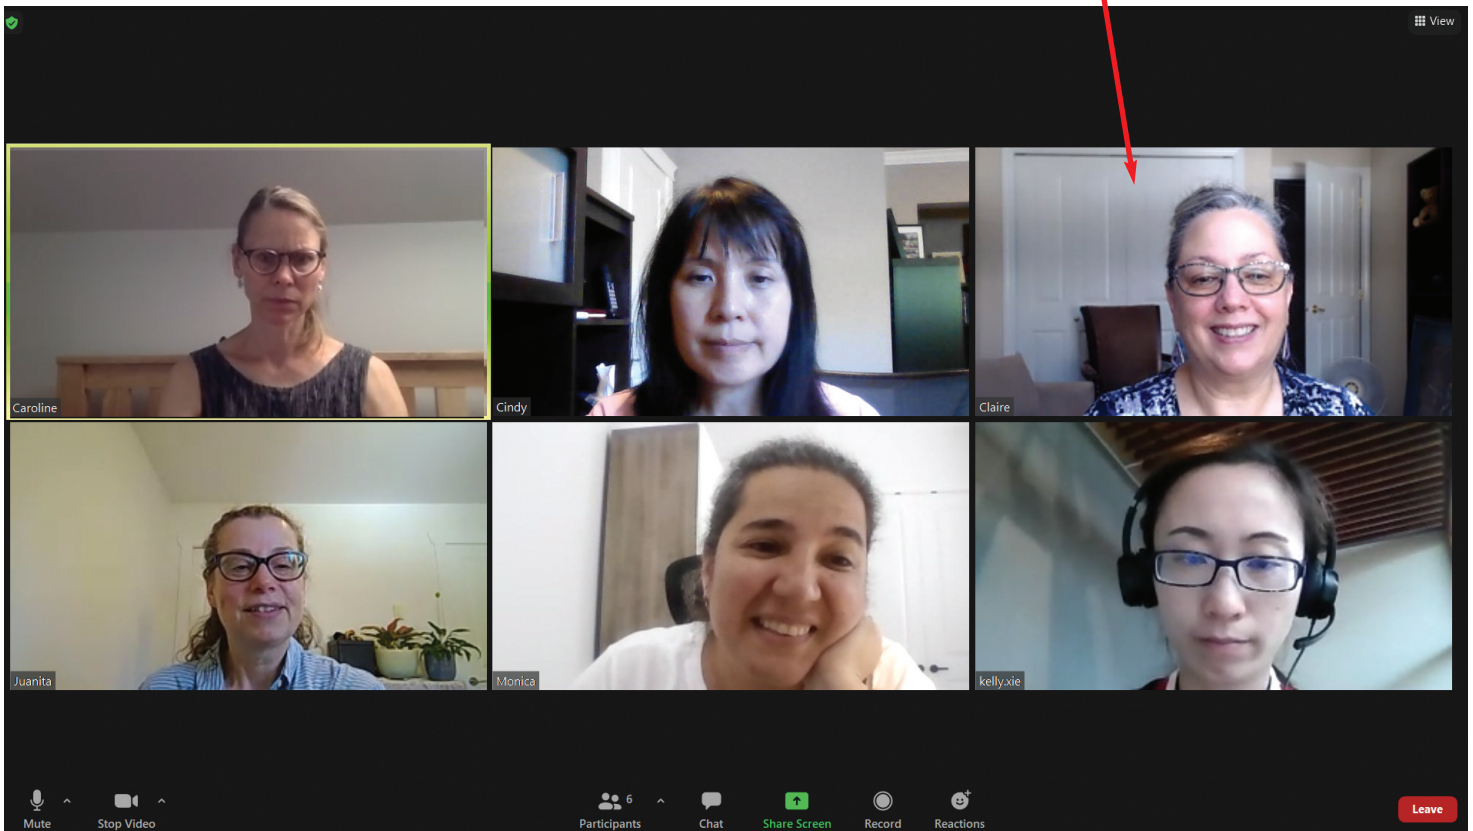 View
Caroline
Cindy
Claire
Juanita
Monica
kelly.xie
Mute
Stop Video
6
Participants
Chat
Share Screen
Record
Reactions
Leave